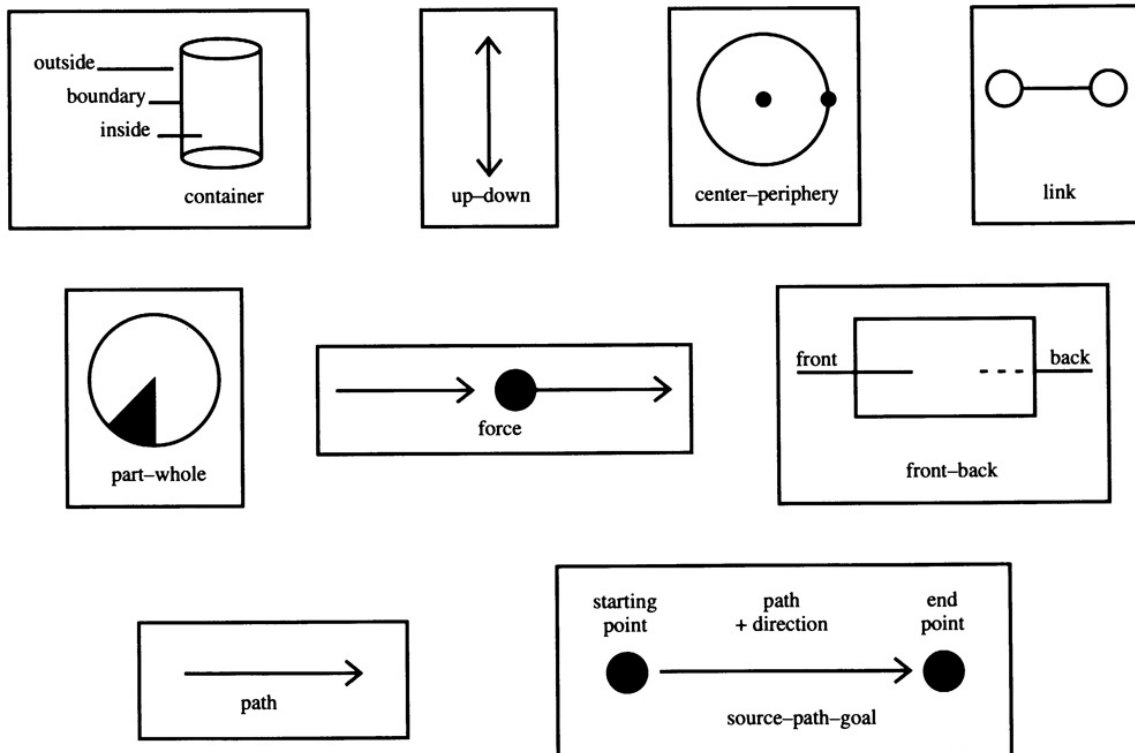 outside
boundary
inside
container
up–down
center–periphery
link
part–whole
force
front
back
front–back
path
starting
point
path
+ direction
end
point
source–path–goal